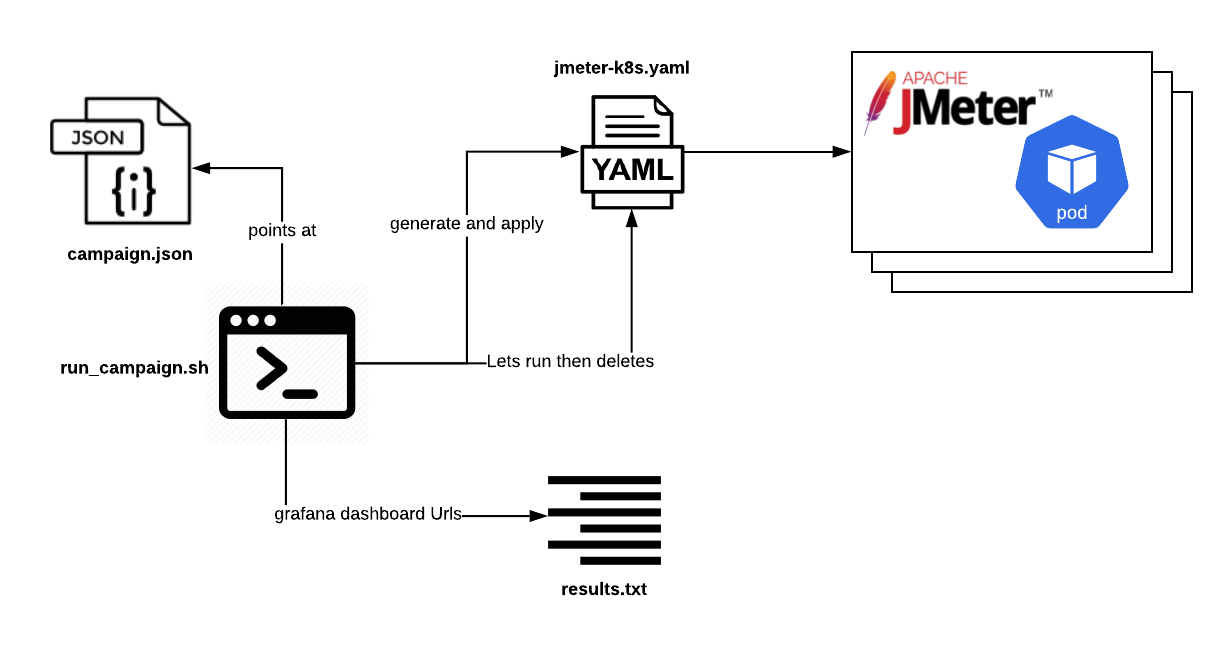 jmeter-k8s.yaml
APACHE
JMeter™
JSON
{i}
YAML
pod
generate and apply
points at
campaign.json
run_campaign.sh
>_
Lets run then deletes
grafana dashboard Urls
results.txt